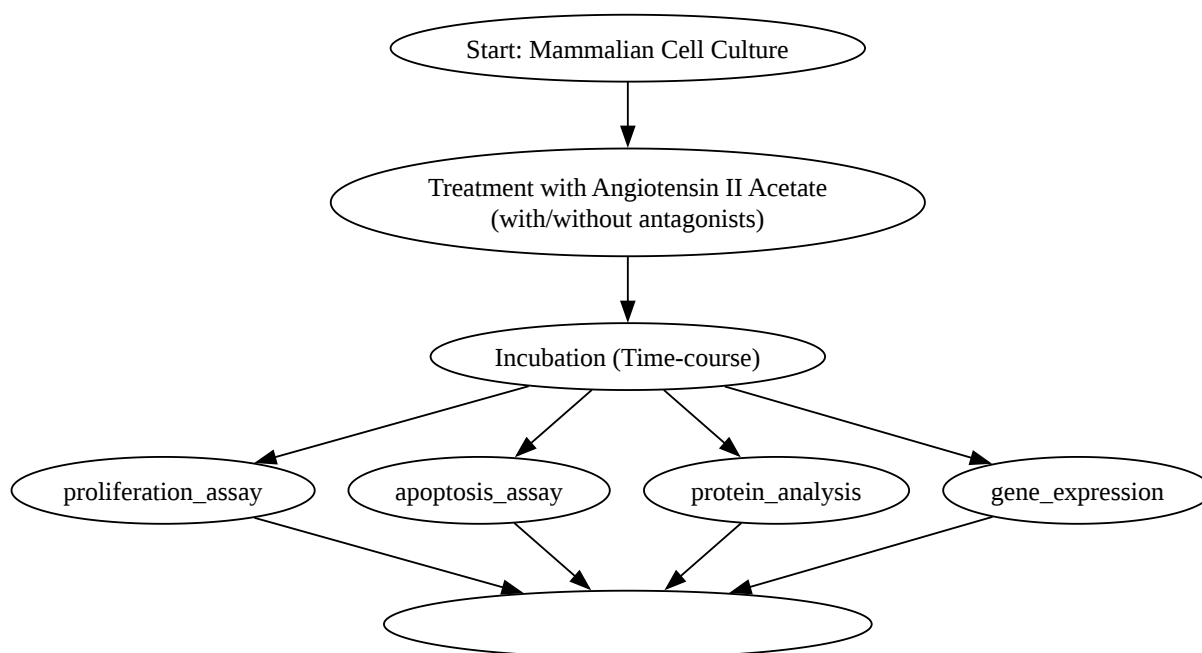 Start: Mammalian Cell Culture
Treatment with Angiotensin II Acetate
(with/without antagonists)
Incubation (Time-course)
proliferation_assay
apoptosis_assay
protein_analysis
gene_expression